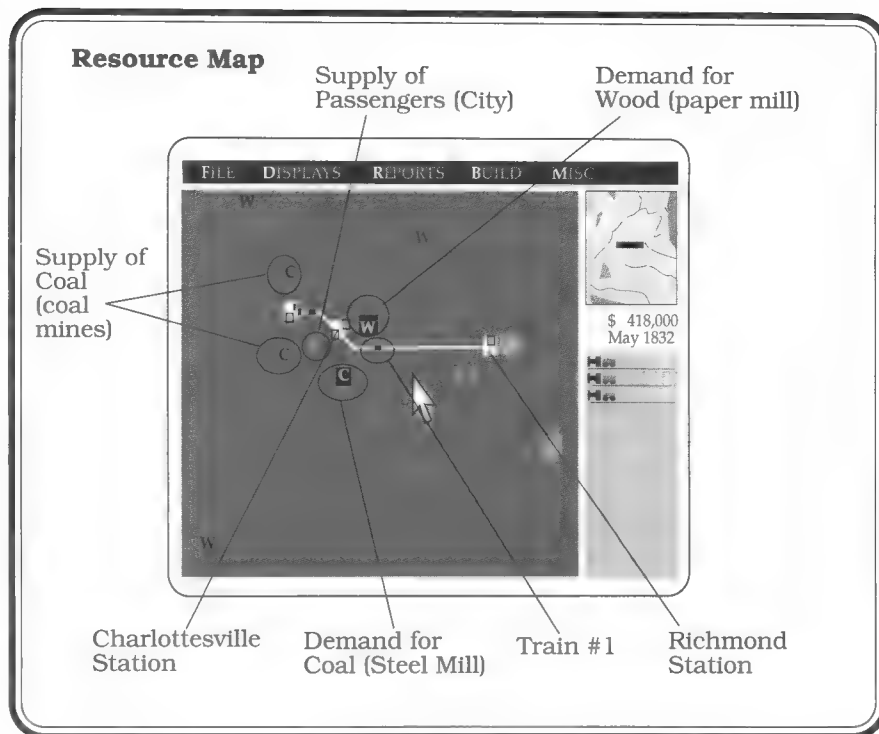 Resource Map
Supply of
Passengers (City)
Demand for
Wood (paper mill)
FILE DISPLAYS REPORTS BUILD MISC
W
W
Supply of
Coal
(coal
mines)
C
W
C
C
$ 418,000
May 1832
W
Charlottesville
Station
Demand for
Coal (Steel Mill)
Train #1
Richmond
Station